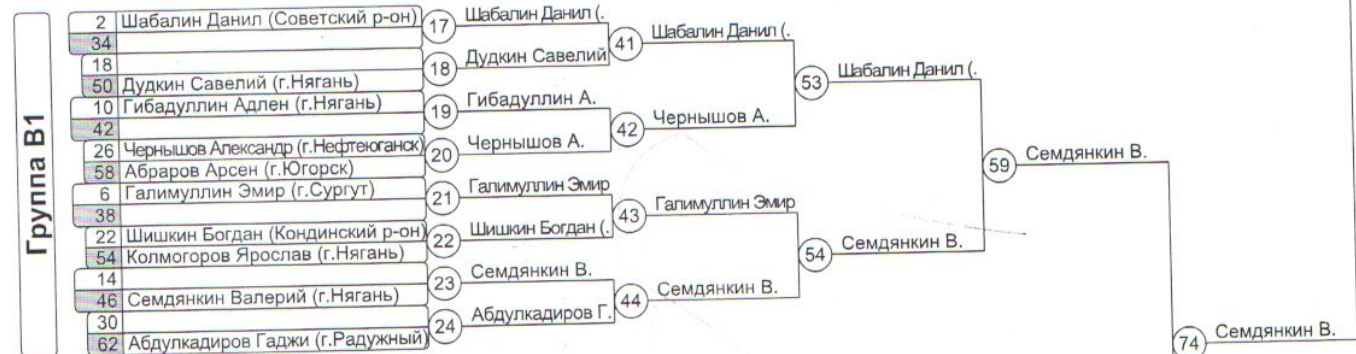 Группа В1
2 Шабалин Данил (Советский р-он)
34
18
50 Дудкин Савелий (г.Нягань)
10 Гибадуллин Адлен (г.Нягань)
42
26 Чернышов Александр (г.Нефтеюганск)
58 Абраров Арсен (г.Югорск)
6 Галимуллин Эмир (г.Сургут)
38
22 Шишкин Богдан (Кондинский р-он)
54 Колмогоров Ярослав (г.Нягань)
14
46 Семдянкин Валерий (г.Нягань)
30
62 Абдулкадиров Гаджи (г.Радужный)
17 Шабалин Данил (.
18 Дудкин Савелий
19 Гибадуллин А.
20 Чернышов А.
21 Галимуллин Эмир
22 Шишкин Богдан (.
23 Семдянкин В.
24 Абдулкадиров Г.
41 Шабалин Данил (.
42 Чернышов А.
43 Галимуллин Эмир
44 Семдянкин В.
53 Шабалин Данил (.
54 Семдянкин В.
59 Семдянкин В.
74 Семдянкин В.